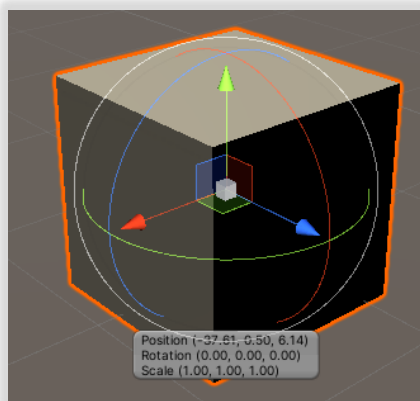 Position (-37.61, 0.50, 6.14)
Rotation (0.00, 0.00, 0.00)
Scale (1.00, 1.00, 1.00)